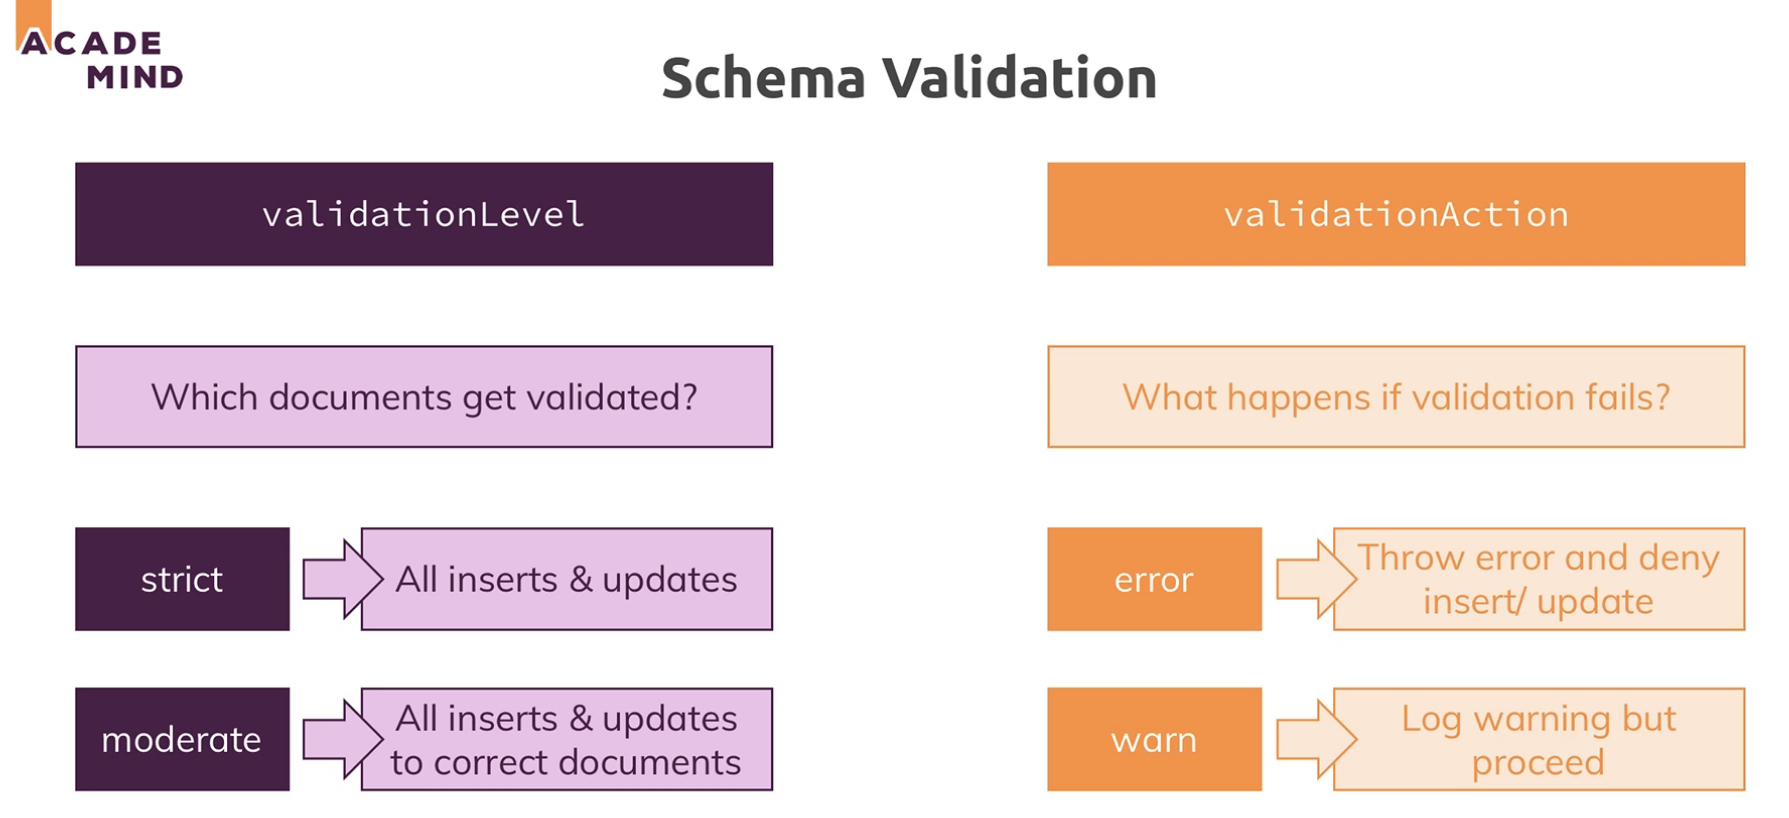 ACADE
MIND
Schema Validation
validationLevel
Which documents get validated?
strict
All inserts & updates
moderate
All inserts & updates
to correct documents
validationAction
What happens if validation fails?
error
Throw error and deny
insert/ update
warn
Log warning but
proceed